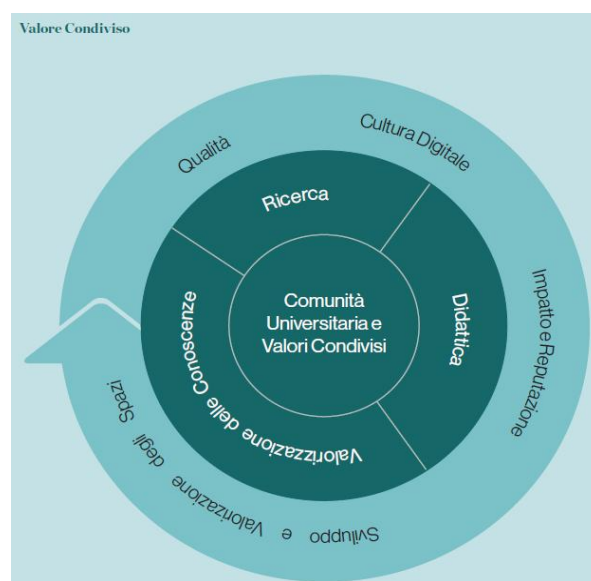 Valore Condiviso
Qualità
Cultura Digitale
Impatto e Reputazione
Sviluppo e Valorizzazione degli Spazi
Ricerca
Didattica
Valorizzazione delle Conoscenze
Comunità
Universitaria e
Valori Condivisi